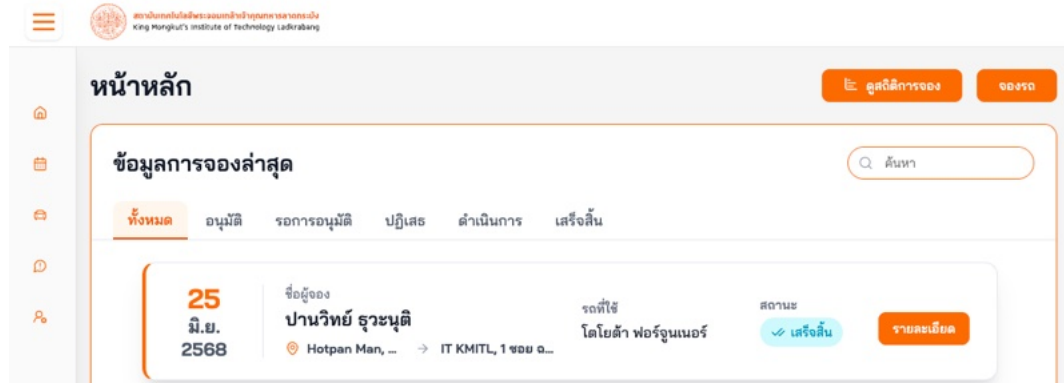 สถาบันเทคโนโลยีพระจอมเกล้าเจ้าคุณทหารลาดกระบัง
King Mongkut's Institute of Technology Ladkrabang
หน้าหลัก
ดูสถิติการจอง
จองรถ
ข้อมูลการจองล่าสุด
ค้นหา
ทั้งหมด อนุมัติ รอการอนุมัติ ปฏิเสธ ดำเนินการ เสร็จสิ้น
25
มิ.ย.
2568
ชื่อผู้จอง
ปานวิทย์ ธุวะนุติ
Hotpan Man, ... → IT KMITL, 1 ซอย ฉ...
รถที่ใช้
โตโยต้า ฟอร์จูนเนอร์
สถานะ
เสร็จสิ้น
รายละเอียด